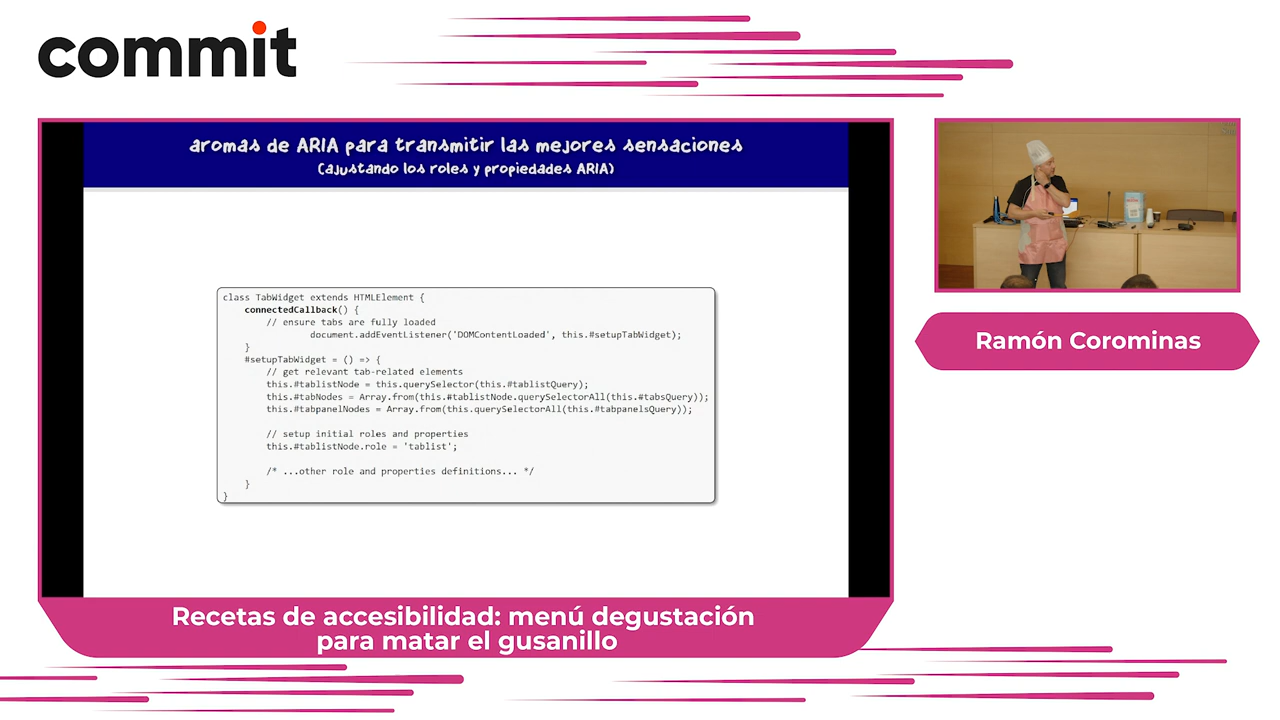 commit
aromas de ARIA para transmitir las mejores sensaciones
(ajustando los roles y propiedades ARIA)
class TabWidget extends HTMLElement {
connectedCallback() {
// ensure tabs are fully loaded
document.addEventListener('DOMContentLoaded', this.#setupTabWidget);
}
#setupTabWidget = () => {
// get relevant tab-related elements
this.#tablistNode = this.querySelector(this.#tablistQuery);
this.#tabNodes = Array.from(this.#tablistNode.querySelectorAll(this.#tabsQuery));
this.#tabpanelNodes = Array.from(this.querySelectorAll(this.#tabpanelsQuery));
// setup initial roles and properties
this.#tablistNode.role = 'tablist';
/* ...other role and properties definitions... */
}
}
Ramón Corominas
Recetas de accesibilidad: menú degustación
para matar el gusanillo